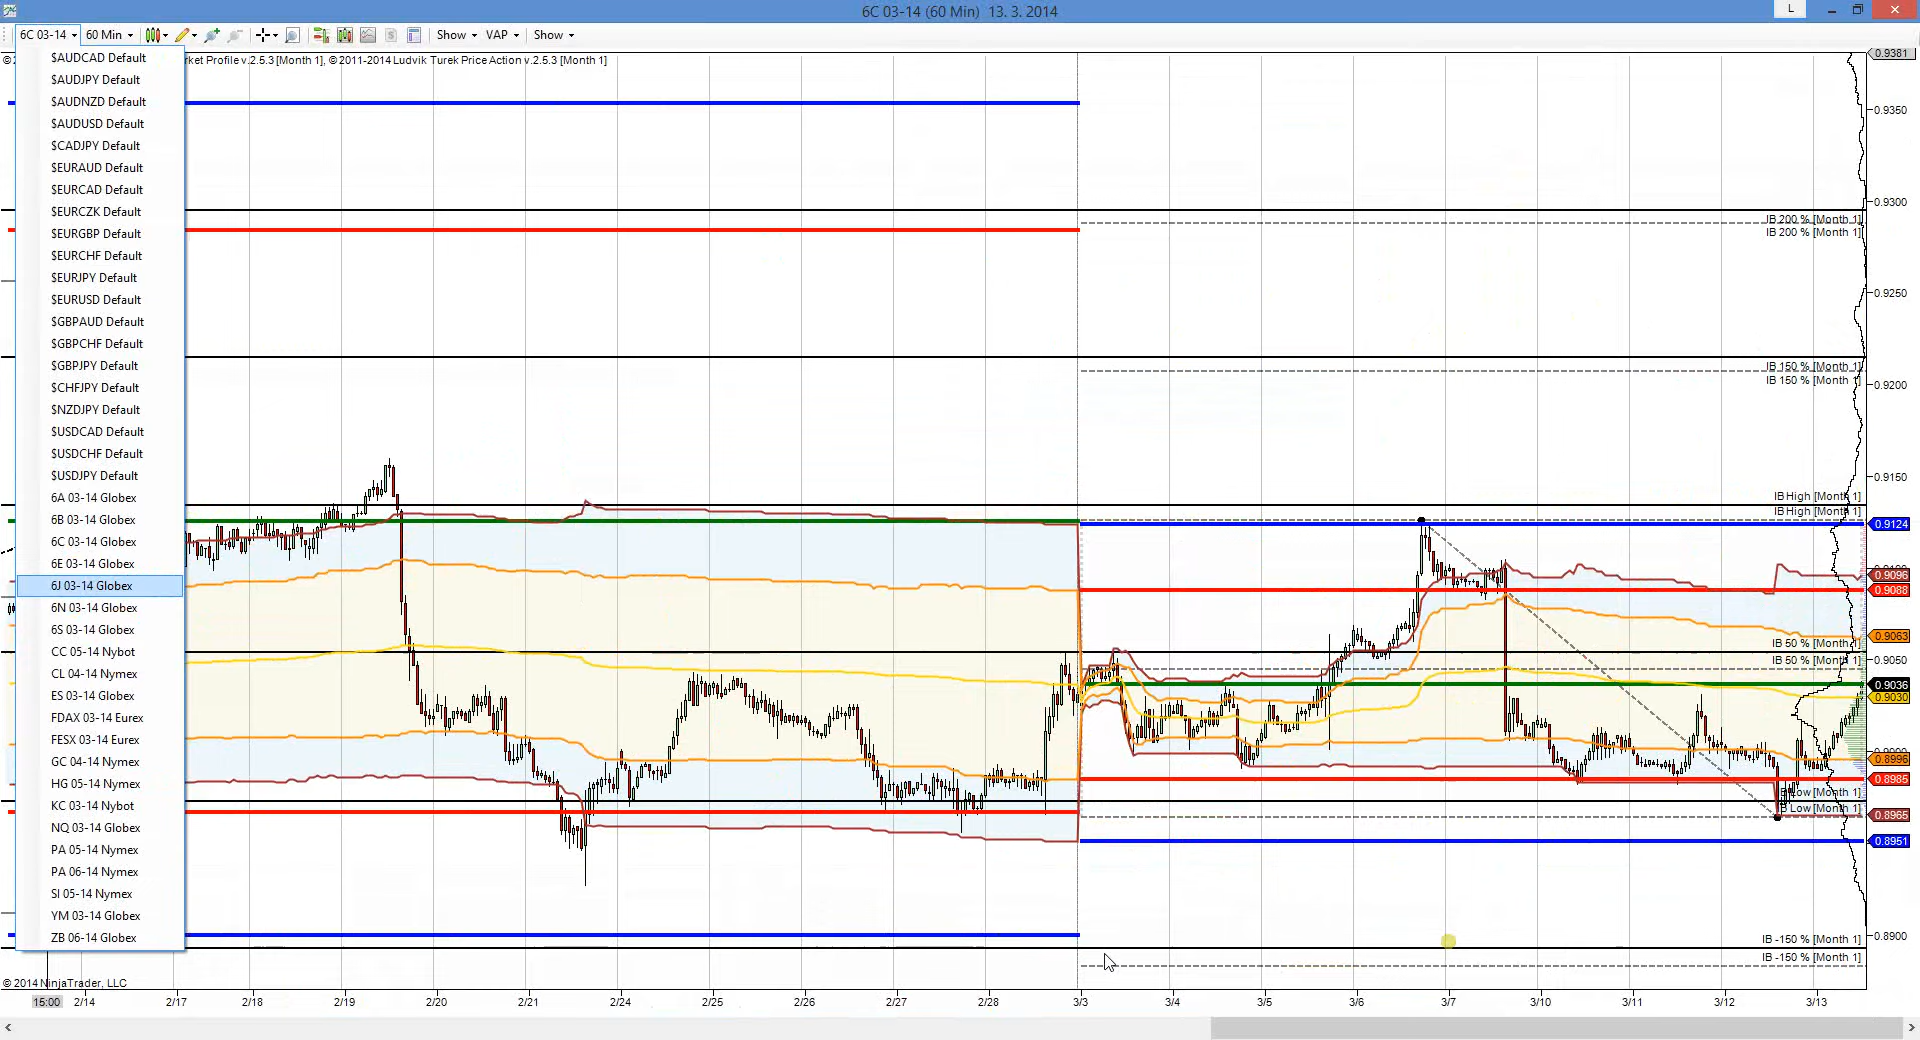 6C 03-14 (60 Min)  13. 3. 2014
L
6C 03-14
60 Min
Show
VAP
Show
rket Profile v.2.5.3 [Month 1], © 2011-2014 Ludvik Turek Price Action v.2.5.3 [Month 1]
$AUDCAD Default
$AUDJPY Default
$AUDNZD Default
$AUDUSD Default
$CADJPY Default
$EURAUD Default
$EURCAD Default
$EURCZK Default
$EURGBP Default
$EURCHF Default
$EURJPY Default
$EURUSD Default
$GBPAUD Default
$GBPCHF Default
$GBPJPY Default
$CHFJPY Default
$NZDJPY Default
$USDCAD Default
$USDCHF Default
$USDJPY Default
6A 03-14 Globex
6B 03-14 Globex
6C 03-14 Globex
6E 03-14 Globex
6J 03-14 Globex
6N 03-14 Globex
6S 03-14 Globex
CC 05-14 Nybot
CL 04-14 Nymex
ES 03-14 Globex
FDAX 03-14 Eurex
FESX 03-14 Eurex
GC 04-14 Nymex
HG 05-14 Nymex
KC 03-14 Nybot
NQ 03-14 Globex
PA 05-14 Nymex
PA 06-14 Nymex
SI 05-14 Nymex
YM 03-14 Globex
ZB 06-14 Globex
IB 200 % [Month 1]
IB 200 % [Month 1]
IB 150 % [Month 1]
IB 150 % [Month 1]
IB High [Month 1]
IB High [Month 1]
IB 50 % [Month 1]
IB 50 % [Month 1]
B Low [Month 1]
B Low [Month 1]
IB -150 % [Month 1]
IB -150 % [Month 1]
0.9381
0.9350
0.9300
0.9250
0.9200
0.9150
0.9124
0.9096
0.9088
0.9063
0.9050
0.9036
0.9030
0.8996
0.8985
0.8965
0.8951
0.8900
© 2014 NinjaTrader, LLC
15:00
2/14
2/17
2/18
2/19
2/20
2/21
2/24
2/25
2/26
2/27
2/28
3/3
3/4
3/5
3/6
3/7
3/10
3/11
3/12
3/13